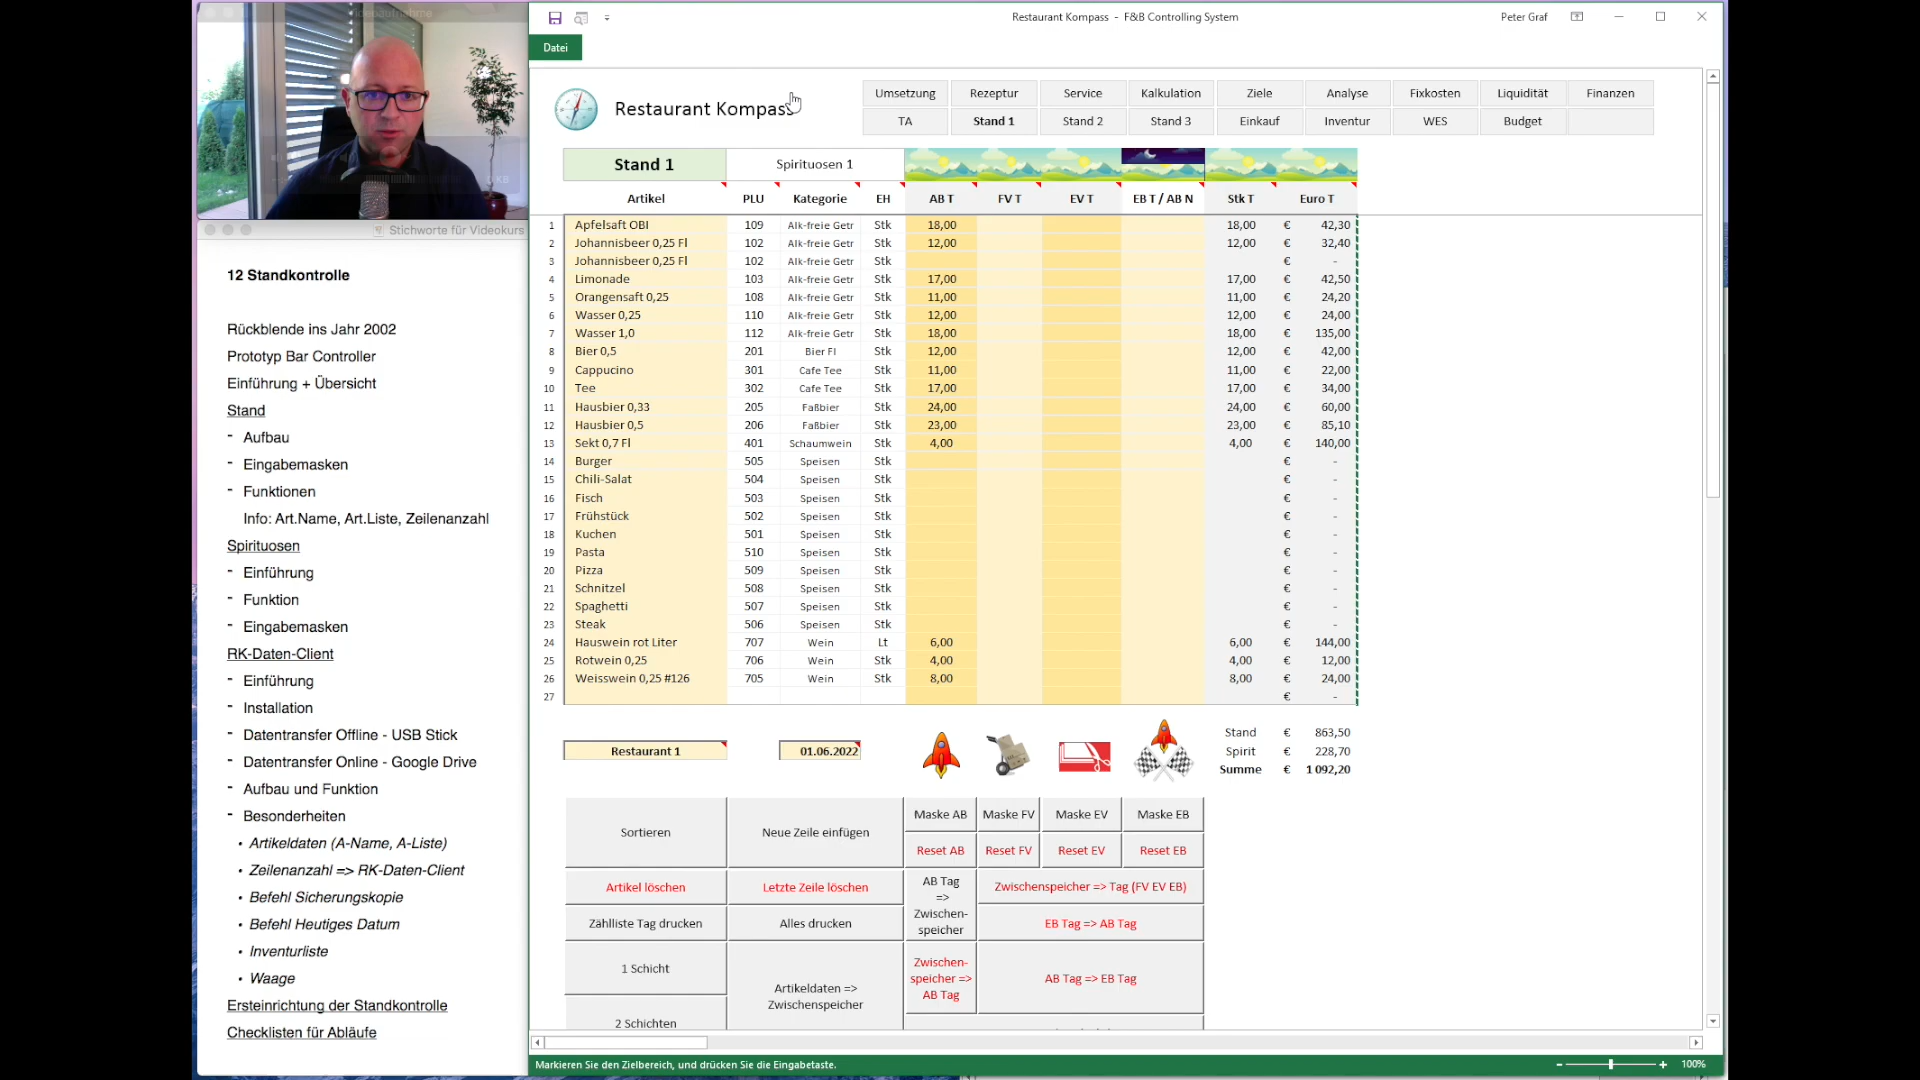 Restaurant Kompass - F&B Controlling System
Peter Graf
Datei
Restaurant Kompass
Umsetzung Rezeptur Service Kalkulation Ziele Analyse Fixkosten Liquidität Finanzen
TA Stand 1 Stand 2 Stand 3 Einkauf Inventur WES Budget
Stichworte für Videokurs
12 Standkontrolle
Rückblende ins Jahr 2002
Prototyp Bar Controller
Einführung + Übersicht
Stand
- Aufbau
- Eingabemasken
- Funktionen
Info: Art.Name, Art.Liste, Zeilenanzahl
Spirituosen
- Einführung
- Funktion
- Eingabemasken
RK-Daten-Client
- Einführung
- Installation
- Datentransfer Offline - USB Stick
- Datentransfer Online - Google Drive
- Aufbau und Funktion
- Besonderheiten
• Artikeldaten (A-Name, A-Liste)
• Zeilenanzahl => RK-Daten-Client
• Befehl Sicherungskopie
• Befehl Heutiges Datum
• Inventurliste
• Waage
Ersteinrichtung der Standkontrolle
Checklisten für Abläufe
Stand 1 Spirituosen 1
Artikel PLU Kategorie EH AB T FV T EV T EB T / AB N Stk T Euro T
1 Apfelsaft OBI 109 Alk-freie Getr Stk 18,00 18,00 € 42,30
2 Johannisbeer 0,25 Fl 102 Alk-freie Getr Stk 12,00 12,00 € 32,40
3 Johannisbeer 0,25 Fl 102 Alk-freie Getr Stk € -
4 Limonade 103 Alk-freie Getr Stk 17,00 17,00 € 42,50
5 Orangensaft 0,25 108 Alk-freie Getr Stk 11,00 11,00 € 24,20
6 Wasser 0,25 110 Alk-freie Getr Stk 12,00 12,00 € 24,00
7 Wasser 1,0 112 Alk-freie Getr Stk 18,00 18,00 € 135,00
8 Bier 0,5 201 Bier Fl Stk 12,00 12,00 € 42,00
9 Cappucino 301 Cafe Tee Stk 11,00 11,00 € 22,00
10 Tee 302 Cafe Tee Stk 17,00 17,00 € 34,00
11 Hausbier 0,33 205 Faßbier Stk 24,00 24,00 € 60,00
12 Hausbier 0,5 206 Faßbier Stk 23,00 23,00 € 85,10
13 Sekt 0,7 Fl 401 Schaumwein Stk 4,00 4,00 € 140,00
14 Burger 505 Speisen Stk € -
15 Chili-Salat 504 Speisen Stk € -
16 Fisch 503 Speisen Stk € -
17 Frühstück 502 Speisen Stk € -
18 Kuchen 501 Speisen Stk € -
19 Pasta 510 Speisen Stk € -
20 Pizza 509 Speisen Stk € -
21 Schnitzel 508 Speisen Stk € -
22 Spaghetti 507 Speisen Stk € -
23 Steak 506 Speisen Stk € -
24 Hauswein rot Liter 707 Wein Lt 6,00 6,00 € 144,00
25 Rotwein 0,25 706 Wein Stk 4,00 4,00 € 12,00
26 Weisswein 0,25 #126 705 Wein Stk 8,00 8,00 € 24,00
27 € -
Restaurant 1 01.06.2022
Stand € 863,50
Spirit € 228,70
Summe € 1 092,20
Sortieren
Neue Zeile einfügen
Maske AB Maske FV Maske EV Maske EB
Reset AB Reset FV Reset EV Reset EB
Artikel löschen
Letzte Zeile löschen
AB Tag
=>
Zwischen-
speicher
Zwischenspeicher => Tag (FV EV EB)
Zählliste Tag drucken
Alles drucken
EB Tag => AB Tag
1 Schicht
Artikeldaten =>
Zwischenspeicher
Zwischen-
speicher =>
AB Tag
AB Tag => EB Tag
2 Schichten
Markieren Sie den Zielbereich, und drücken Sie die Eingabetaste.
100%